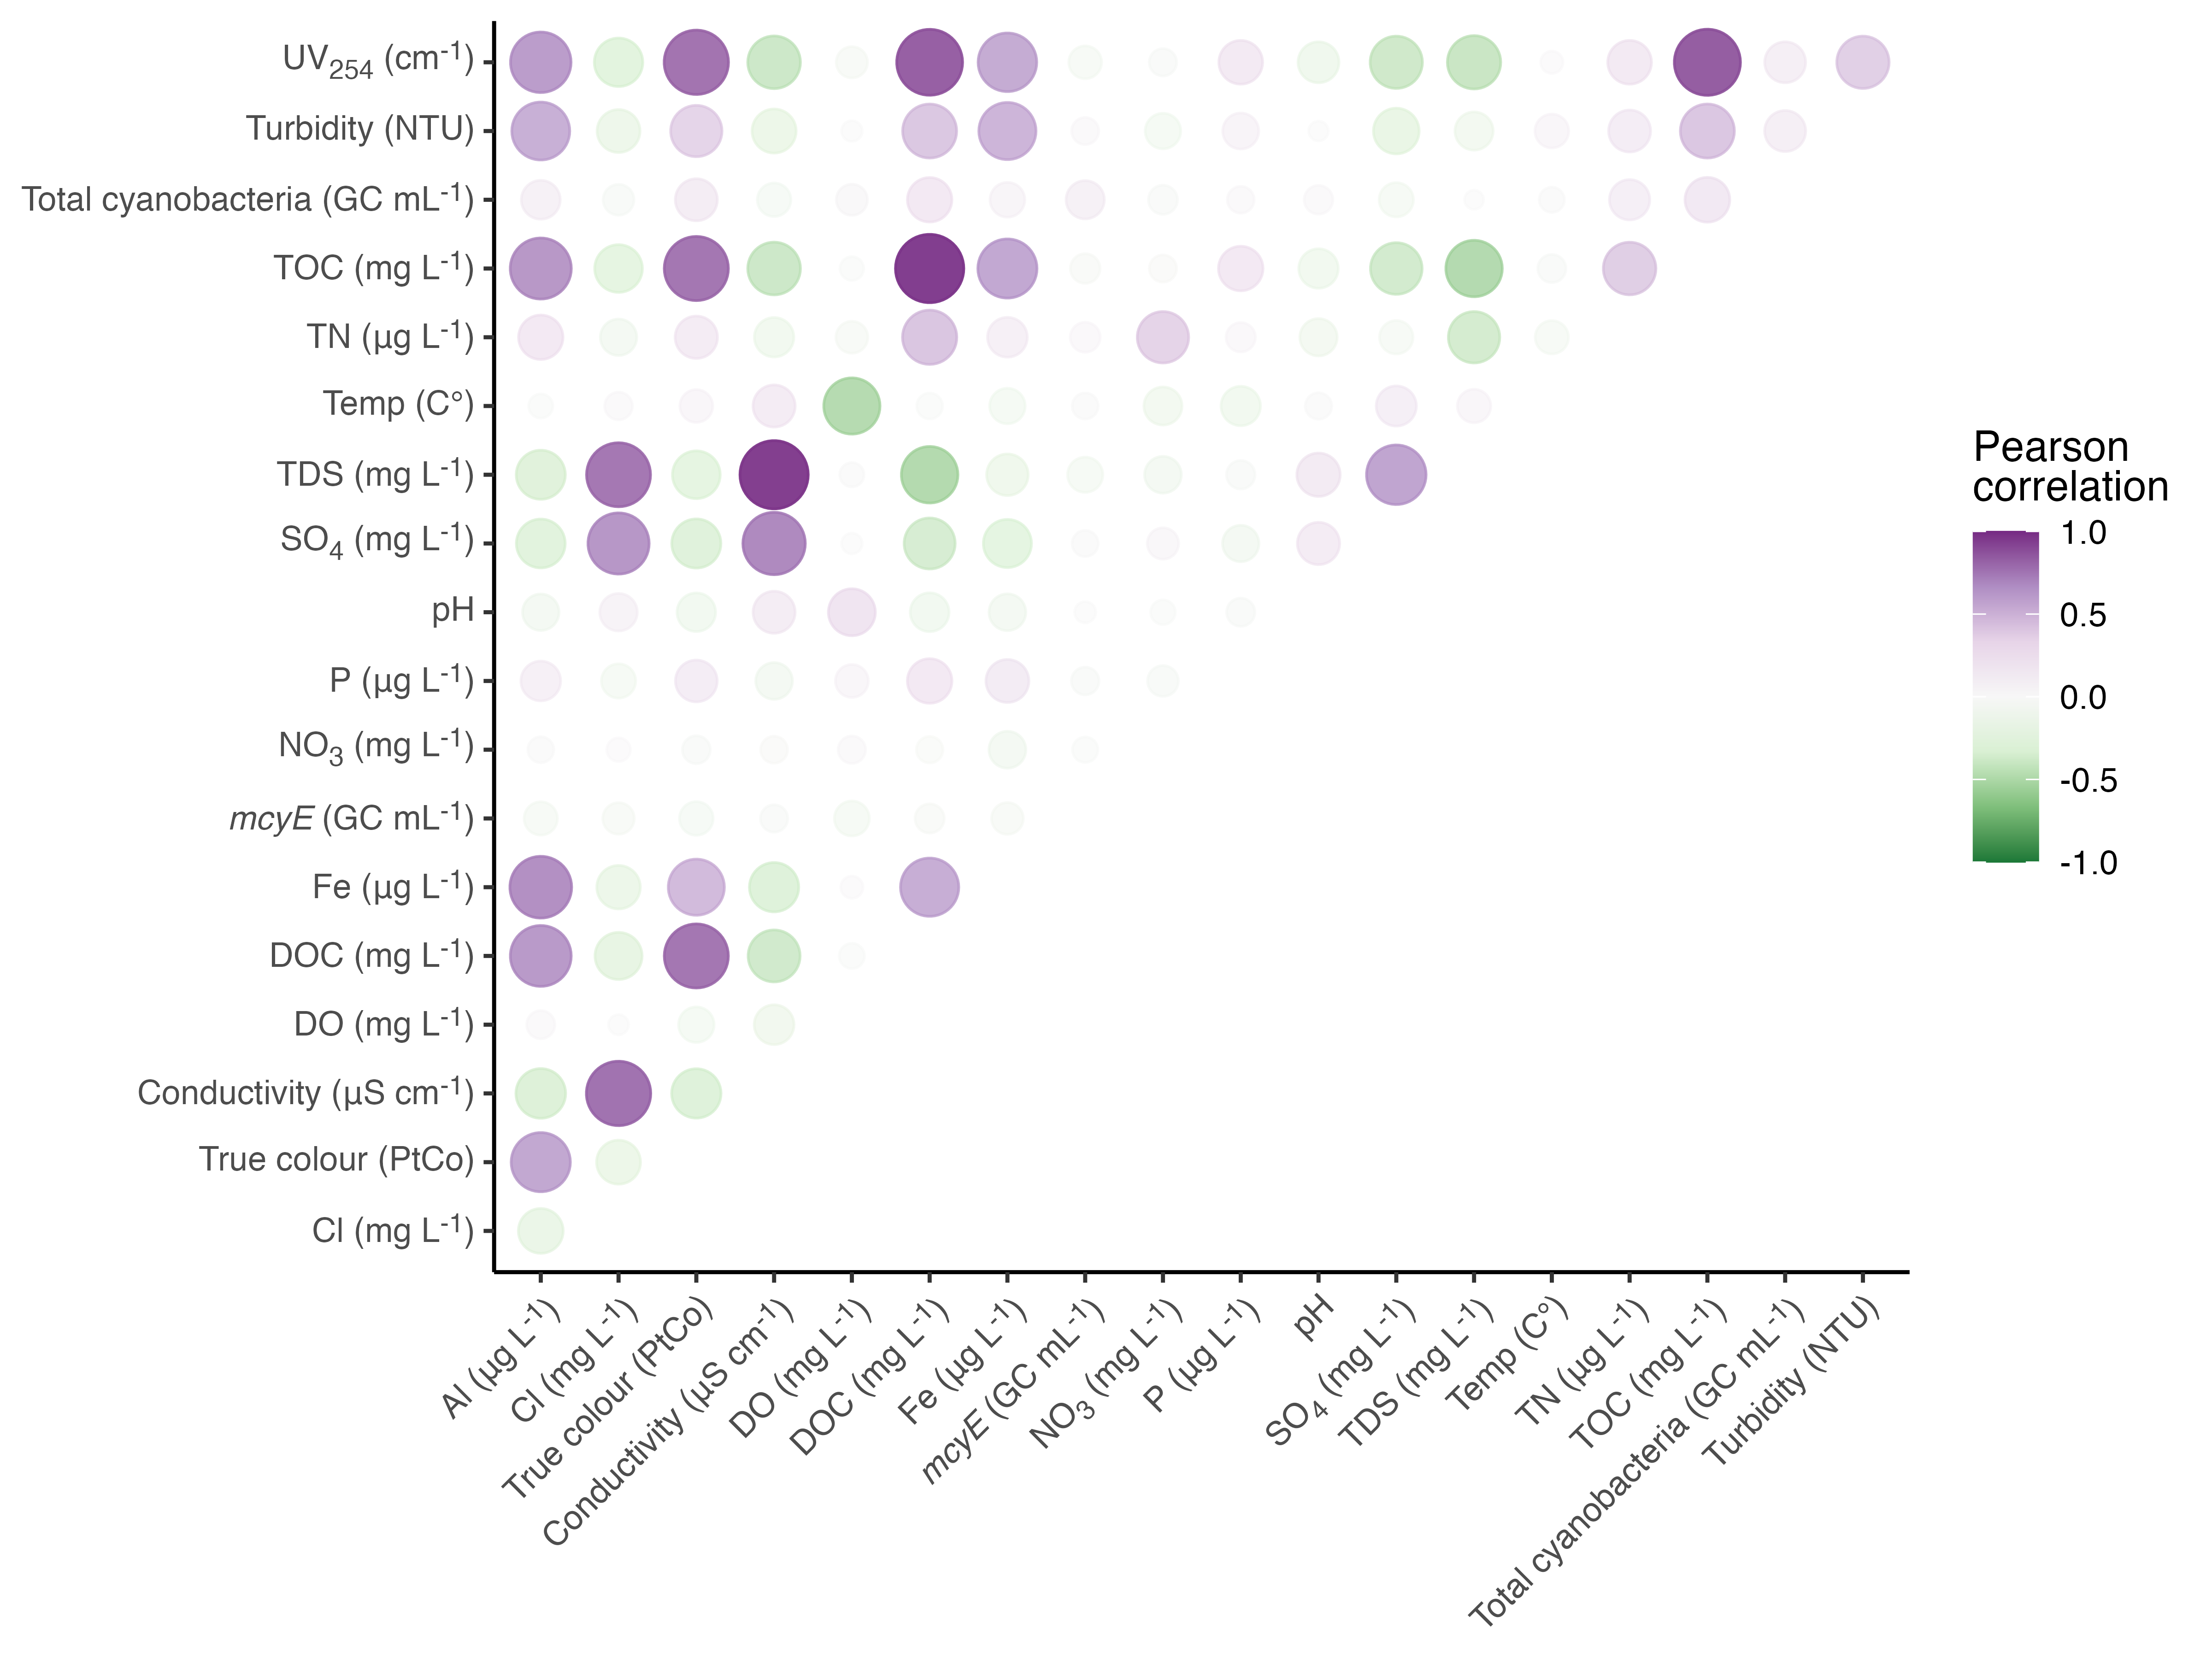 UV254 (cm-1)
Turbidity (NTU)
Total cyanobacteria (GC mL-1)
TOC (mg L-1)
TN (µg L-1)
Temp (C°)
TDS (mg L-1)
SO4 (mg L-1)
pH
P (µg L-1)
NO3 (mg L-1)
mcyE (GC mL-1)
Fe (µg L-1)
DOC (mg L-1)
DO (mg L-1)
Conductivity (µS cm-1)
True colour (PtCo)
Cl (mg L-1)
Al (µg L-1)
Cl (mg L-1)
True colour (PtCo)
Conductivity (µS cm-1)
DO (mg L-1)
DOC (mg L-1)
Fe (µg L-1)
mcyE (GC mL-1)
NO3 (mg L-1)
P (µg L-1)
pH
SO4 (mg L-1)
TDS (mg L-1)
Temp (C°)
TN (µg L-1)
TOC (mg L-1)
Total cyanobacteria (GC mL-1)
Turbidity (NTU)
Pearson
correlation
1.0
0.5
0.0
-0.5
-1.0